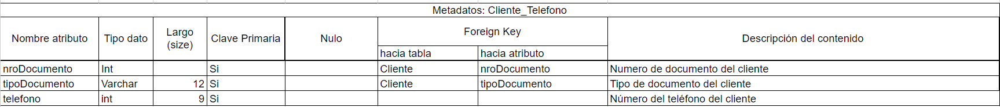 Metadatos: Cliente_Telefono
Nombre atributo Tipo dato Largo (size) Clave Primaria Nulo Foreign Key Descripción del contenido
hacia tabla hacia atributo
nroDocumento Int Si Cliente nroDocumento Numero de documento del cliente
tipoDocumento Varchar 12 Si Cliente tipoDocumento Tipo de documento del cliente
telefono int 9 Si Número del teléfono del cliente